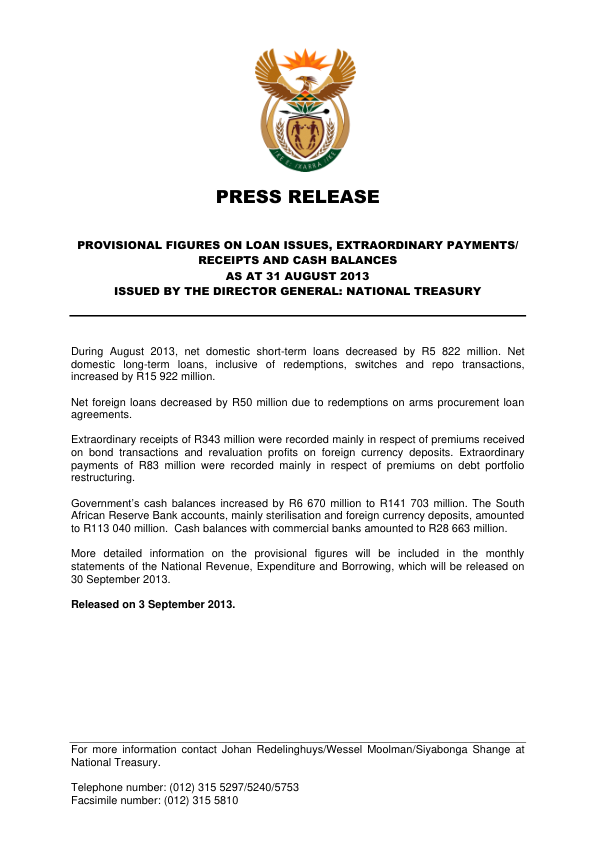 !KE E: /XARRA //KE
PRESS RELEASE
PROVISIONAL FIGURES ON LOAN ISSUES, EXTRAORDINARY PAYMENTS/
RECEIPTS AND CASH BALANCES
AS AT 31 AUGUST 2013
ISSUED BY THE DIRECTOR GENERAL: NATIONAL TREASURY
During August 2013, net domestic short-term loans decreased by R5 822 million. Net
domestic long-term loans, inclusive of redemptions, switches and repo transactions,
increased by R15 922 million.
Net foreign loans decreased by R50 million due to redemptions on arms procurement loan
agreements.
Extraordinary receipts of R343 million were recorded mainly in respect of premiums received
on bond transactions and revaluation profits on foreign currency deposits. Extraordinary
payments of R83 million were recorded mainly in respect of premiums on debt portfolio
restructuring.
Government's cash balances increased by R6 670 million to R141 703 million. The South
African Reserve Bank accounts, mainly sterilisation and foreign currency deposits, amounted
to R113 040 million.  Cash balances with commercial banks amounted to R28 663 million.
More detailed information on the provisional figures will be included in the monthly
statements of the National Revenue, Expenditure and Borrowing, which will be released on
30 September 2013.
Released on 3 September 2013.
For more information contact Johan Redelinghuys/Wessel Moolman/Siyabonga Shange at
National Treasury.
Telephone number: (012) 315 5297/5240/5753
Facsimile number: (012) 315 5810